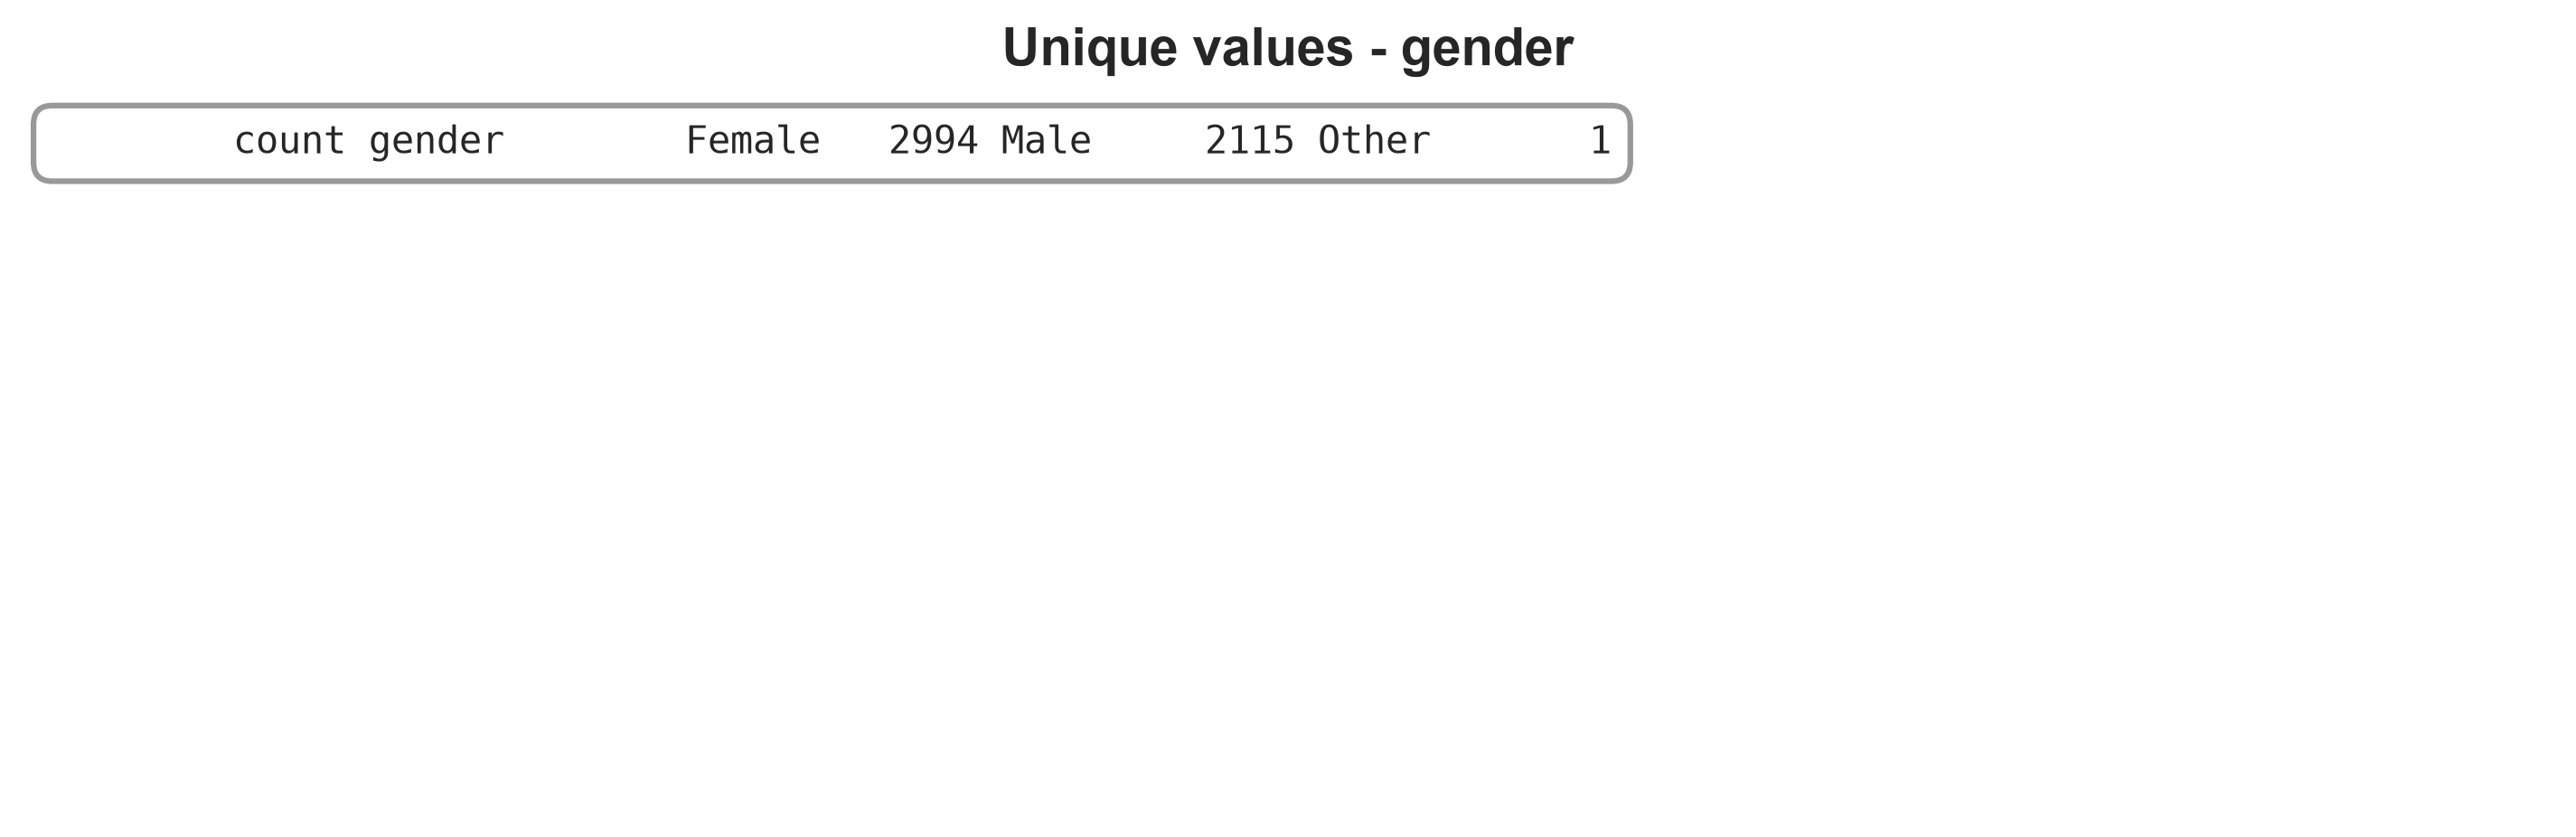 Unique values - gender
count gender Female 2994 Male 2115 Other 1